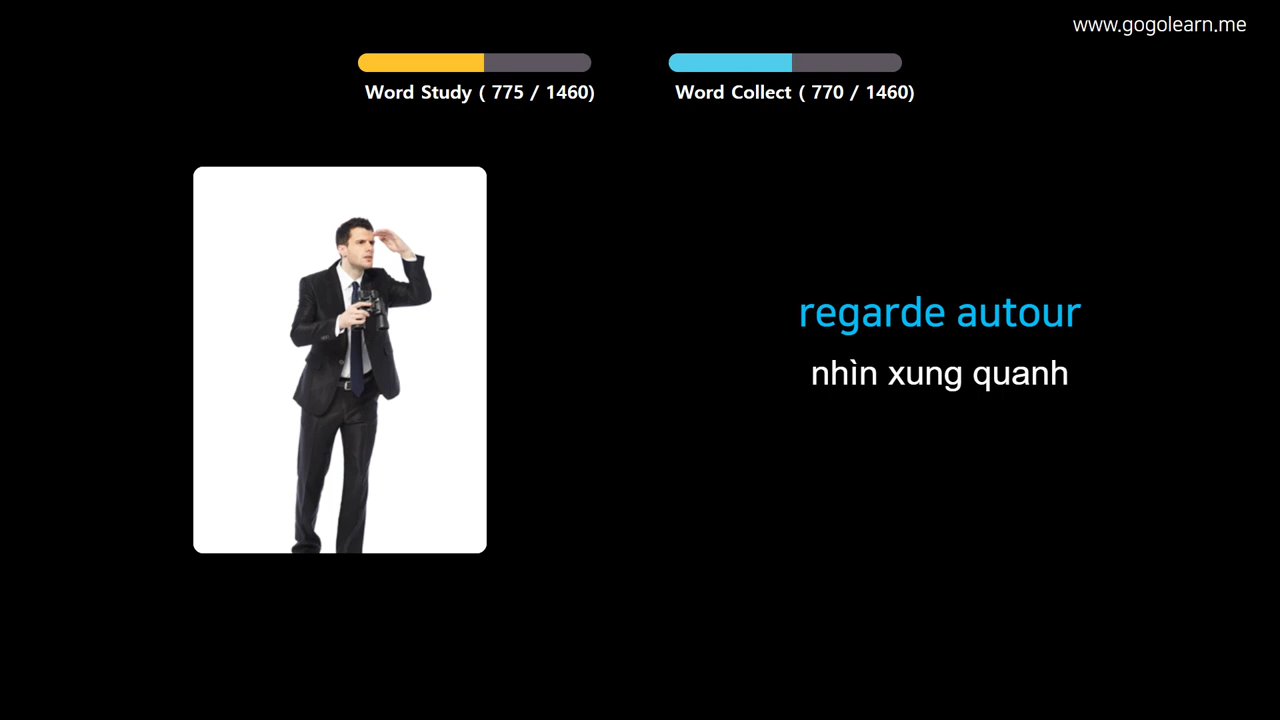 www.gogolearn.me
Word Study ( 775 / 1460)
Word Collect ( 770 / 1460)
regarde autour
nhìn xung quanh